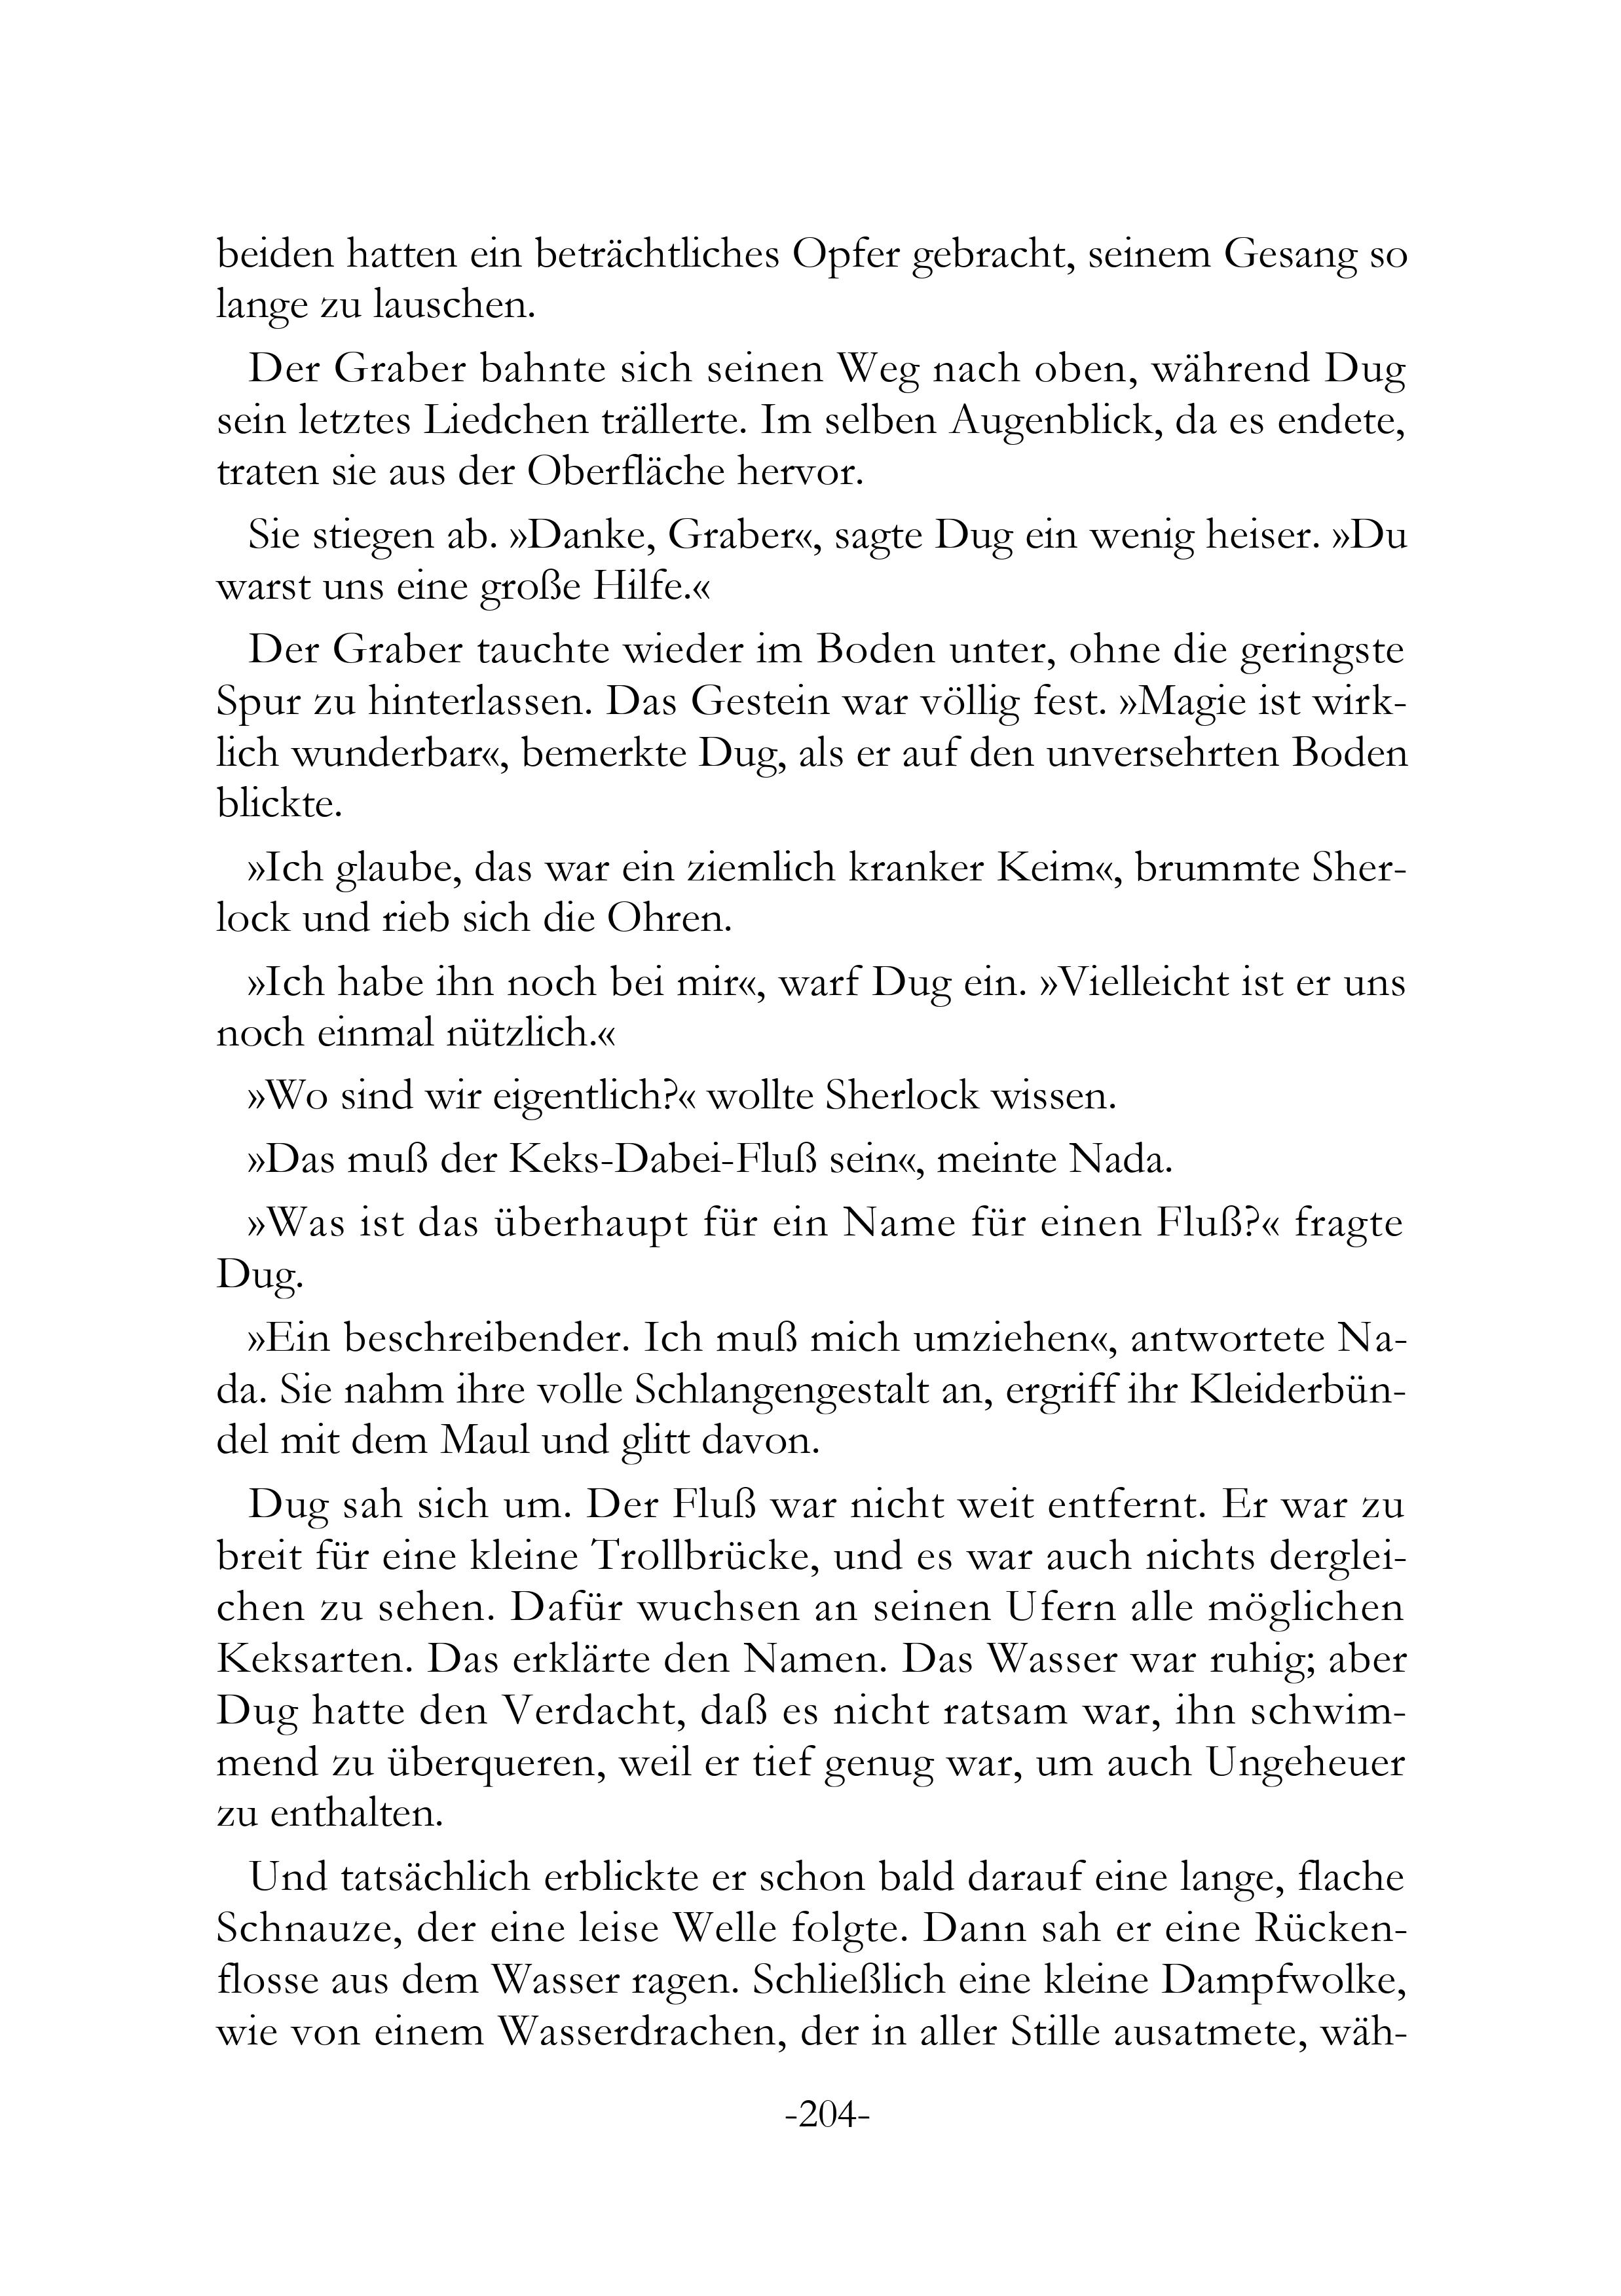 beiden hatten ein beträchtliches Opfer gebracht, seinem Gesang so
lange zu lauschen.
Der Graber bahnte sich seinen Weg nach oben, während Dug
sein letztes Liedchen trällerte. Im selben Augenblick, da es endete,
traten sie aus der Oberfläche hervor.
Sie stiegen ab. »Danke, Graber«, sagte Dug ein wenig heiser. »Du
warst uns eine große Hilfe.«
Der Graber tauchte wieder im Boden unter, ohne die geringste
Spur zu hinterlassen. Das Gestein war völlig fest. »Magie ist wirk-
lich wunderbar«, bemerkte Dug, als er auf den unversehrten Boden
blickte.
»Ich glaube, das war ein ziemlich kranker Keim«, brummte Sher-
lock und rieb sich die Ohren.
»Ich habe ihn noch bei mir«, warf Dug ein. »Vielleicht ist er uns
noch einmal nützlich.«
»Wo sind wir eigentlich?« wollte Sherlock wissen.
»Das muß der Keks-Dabei-Fluß sein«, meinte Nada.
»Was ist das überhaupt für ein Name für einen Fluß?« fragte
Dug.
»Ein beschreibender. Ich muß mich umziehen«, antwortete Na-
da. Sie nahm ihre volle Schlangengestalt an, ergriff ihr Kleiderbün-
del mit dem Maul und glitt davon.
Dug sah sich um. Der Fluß war nicht weit entfernt. Er war zu
breit für eine kleine Trollbrücke, und es war auch nichts derglei-
chen zu sehen. Dafür wuchsen an seinen Ufern alle möglichen
Keksarten. Das erklärte den Namen. Das Wasser war ruhig; aber
Dug hatte den Verdacht, daß es nicht ratsam war, ihn schwim-
mend zu überqueren, weil er tief genug war, um auch Ungeheuer
zu enthalten.
Und tatsächlich erblickte er schon bald darauf eine lange, flache
Schnauze, der eine leise Welle folgte. Dann sah er eine Rücken-
flosse aus dem Wasser ragen. Schließlich eine kleine Dampfwolke,
wie von einem Wasserdrachen, der in aller Stille ausatmete, wäh-
-204-